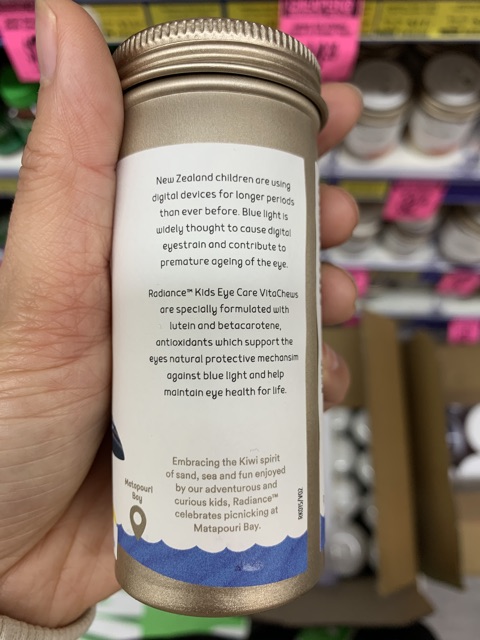 New Zealand children are using
digital devices for longer periods
than ever before. Blue light is
widely thought to cause digital
eyestrain and contribute to
premature ageing of the eye.
Radiance™ Kids Eye Care VitaChews
are specially formulated with
lutein and betacarotene,
antioxidants which support the
eyes natural protective mechansim
against blue light and help
maintain eye health for life.
Embracing the Kiwi spirit
of sand, sea and fun enjoyed
by our adventurous and
curious kids, Radiance™
celebrates picnicking at
Matapouri Bay.
Matapouri
Bay